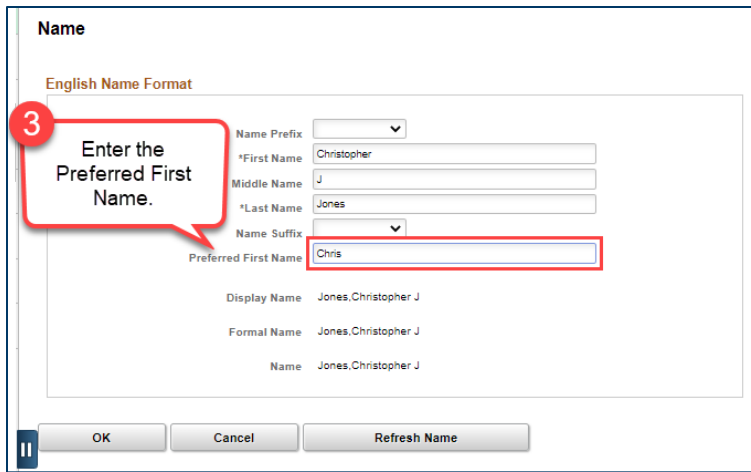 Name
English Name Format
3
Enter the
Preferred First
Name.
Name Prefix
*First Name Christopher
Middle Name J
*Last Name Jones
Name Suffix
Preferred First Name Chris
Display Name Jones,Christopher J
Formal Name Jones,Christopher J
Name Jones,Christopher J
OK Cancel Refresh Name